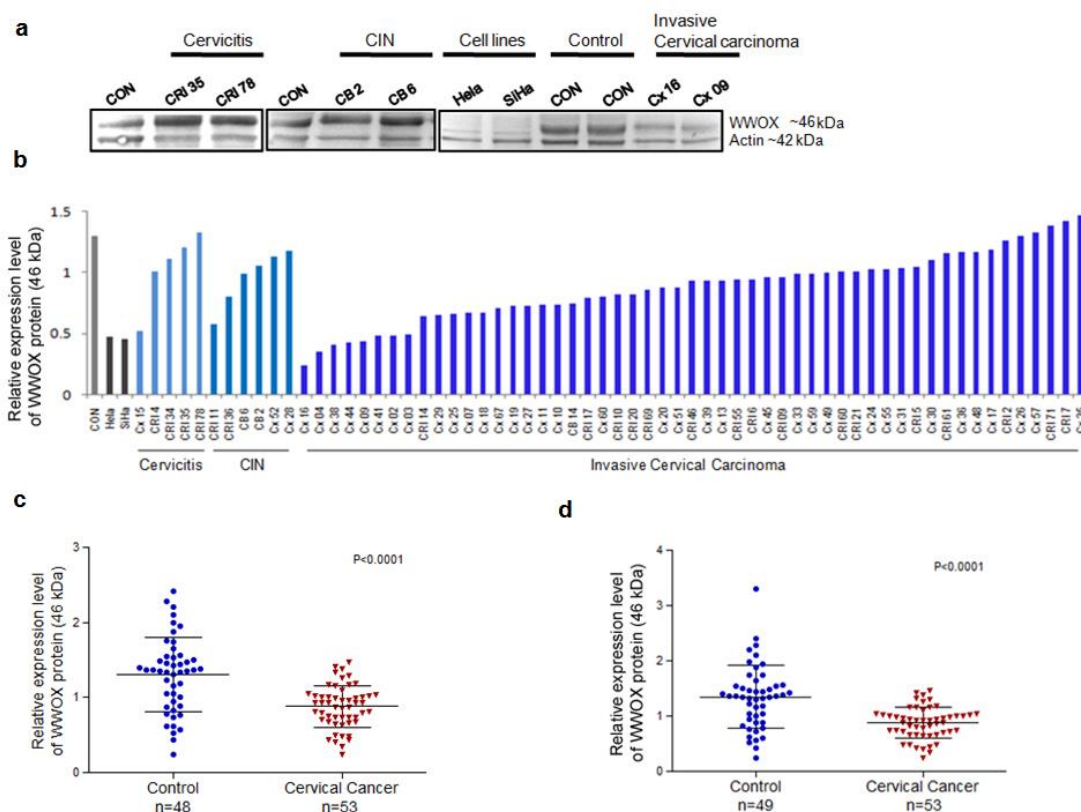 a
Cervicitis
CIN
Cell lines
Control
Invasive
Cervical carcinoma
CON CRI 35 CRI 78 CON CB 2 CB 6 Hela SiHa CON CON Cx 16 Cx 09
WWOX ~46kDa
Actin ~42 kDa
b
Relative expression level
of WWOX protein (46 kDa)
1.5
1
0.5
0
CON Hela SiHa Cx 15 CRI4 CRI34 CRI35 CRI78 CRI11 CRI36 CB 6 CB 2 Cx 52 Cx 28 Cx 16 Cx 04 Cx 38 Cx 44 Cx 09 Cx 41 Cx 02 Cx 03 CRI14 Cx 29 Cx 25 Cx 07 Cx 18 Cx 67 Cx 19 Cx 27 Cx 11 Cx 10 CB 14 CRI17 Cx 60 CRI10 CRI20 CRI69 Cx 20 Cx 51 CRI46 Cx 39 Cx 13 CRI55 CRI16 Cx 45 CRI09 Cx 33 Cx 59 Cx 49 CRI60 CRI21 Cx 24 Cx 55 Cx 31 CRI5 Cx 30 CRI61 Cx 36 Cx 48 Cx 17 CRI2 Cx 26 Cx 57 CRI71 CRI7
Cervicitis
CIN
Invasive Cervical Carcinoma
c
Relative expression level
of WWOX protein (46 kDa)
3
2
1
0
P<0.0001
Control
n=48
Cervical Cancer
n=53
d
Relative expression level
of WWOX protein (46 kDa)
4
3
2
1
0
P<0.0001
Control
n=49
Cervical Cancer
n=53